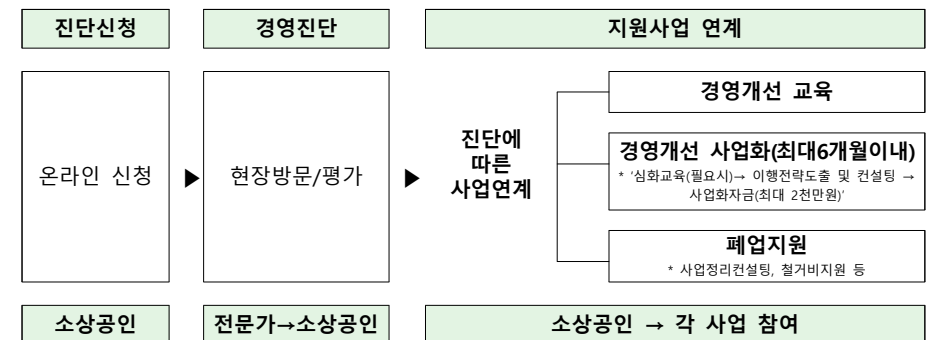 진단신청
경영진단
지원사업 연계
온라인 신청
▶
현장방문/평가
▶
진단에
따른
사업연계
경영개선 교육
경영개선 사업화(최대6개월이내)
* '심화교육(필요시)→ 이행전략도출 및 컨설팅 →
사업화자금(최대 2천만원)'
폐업지원
* 사업정리컨설팅, 철거비지원 등
소상공인
전문가→소상공인
소상공인 → 각 사업 참여